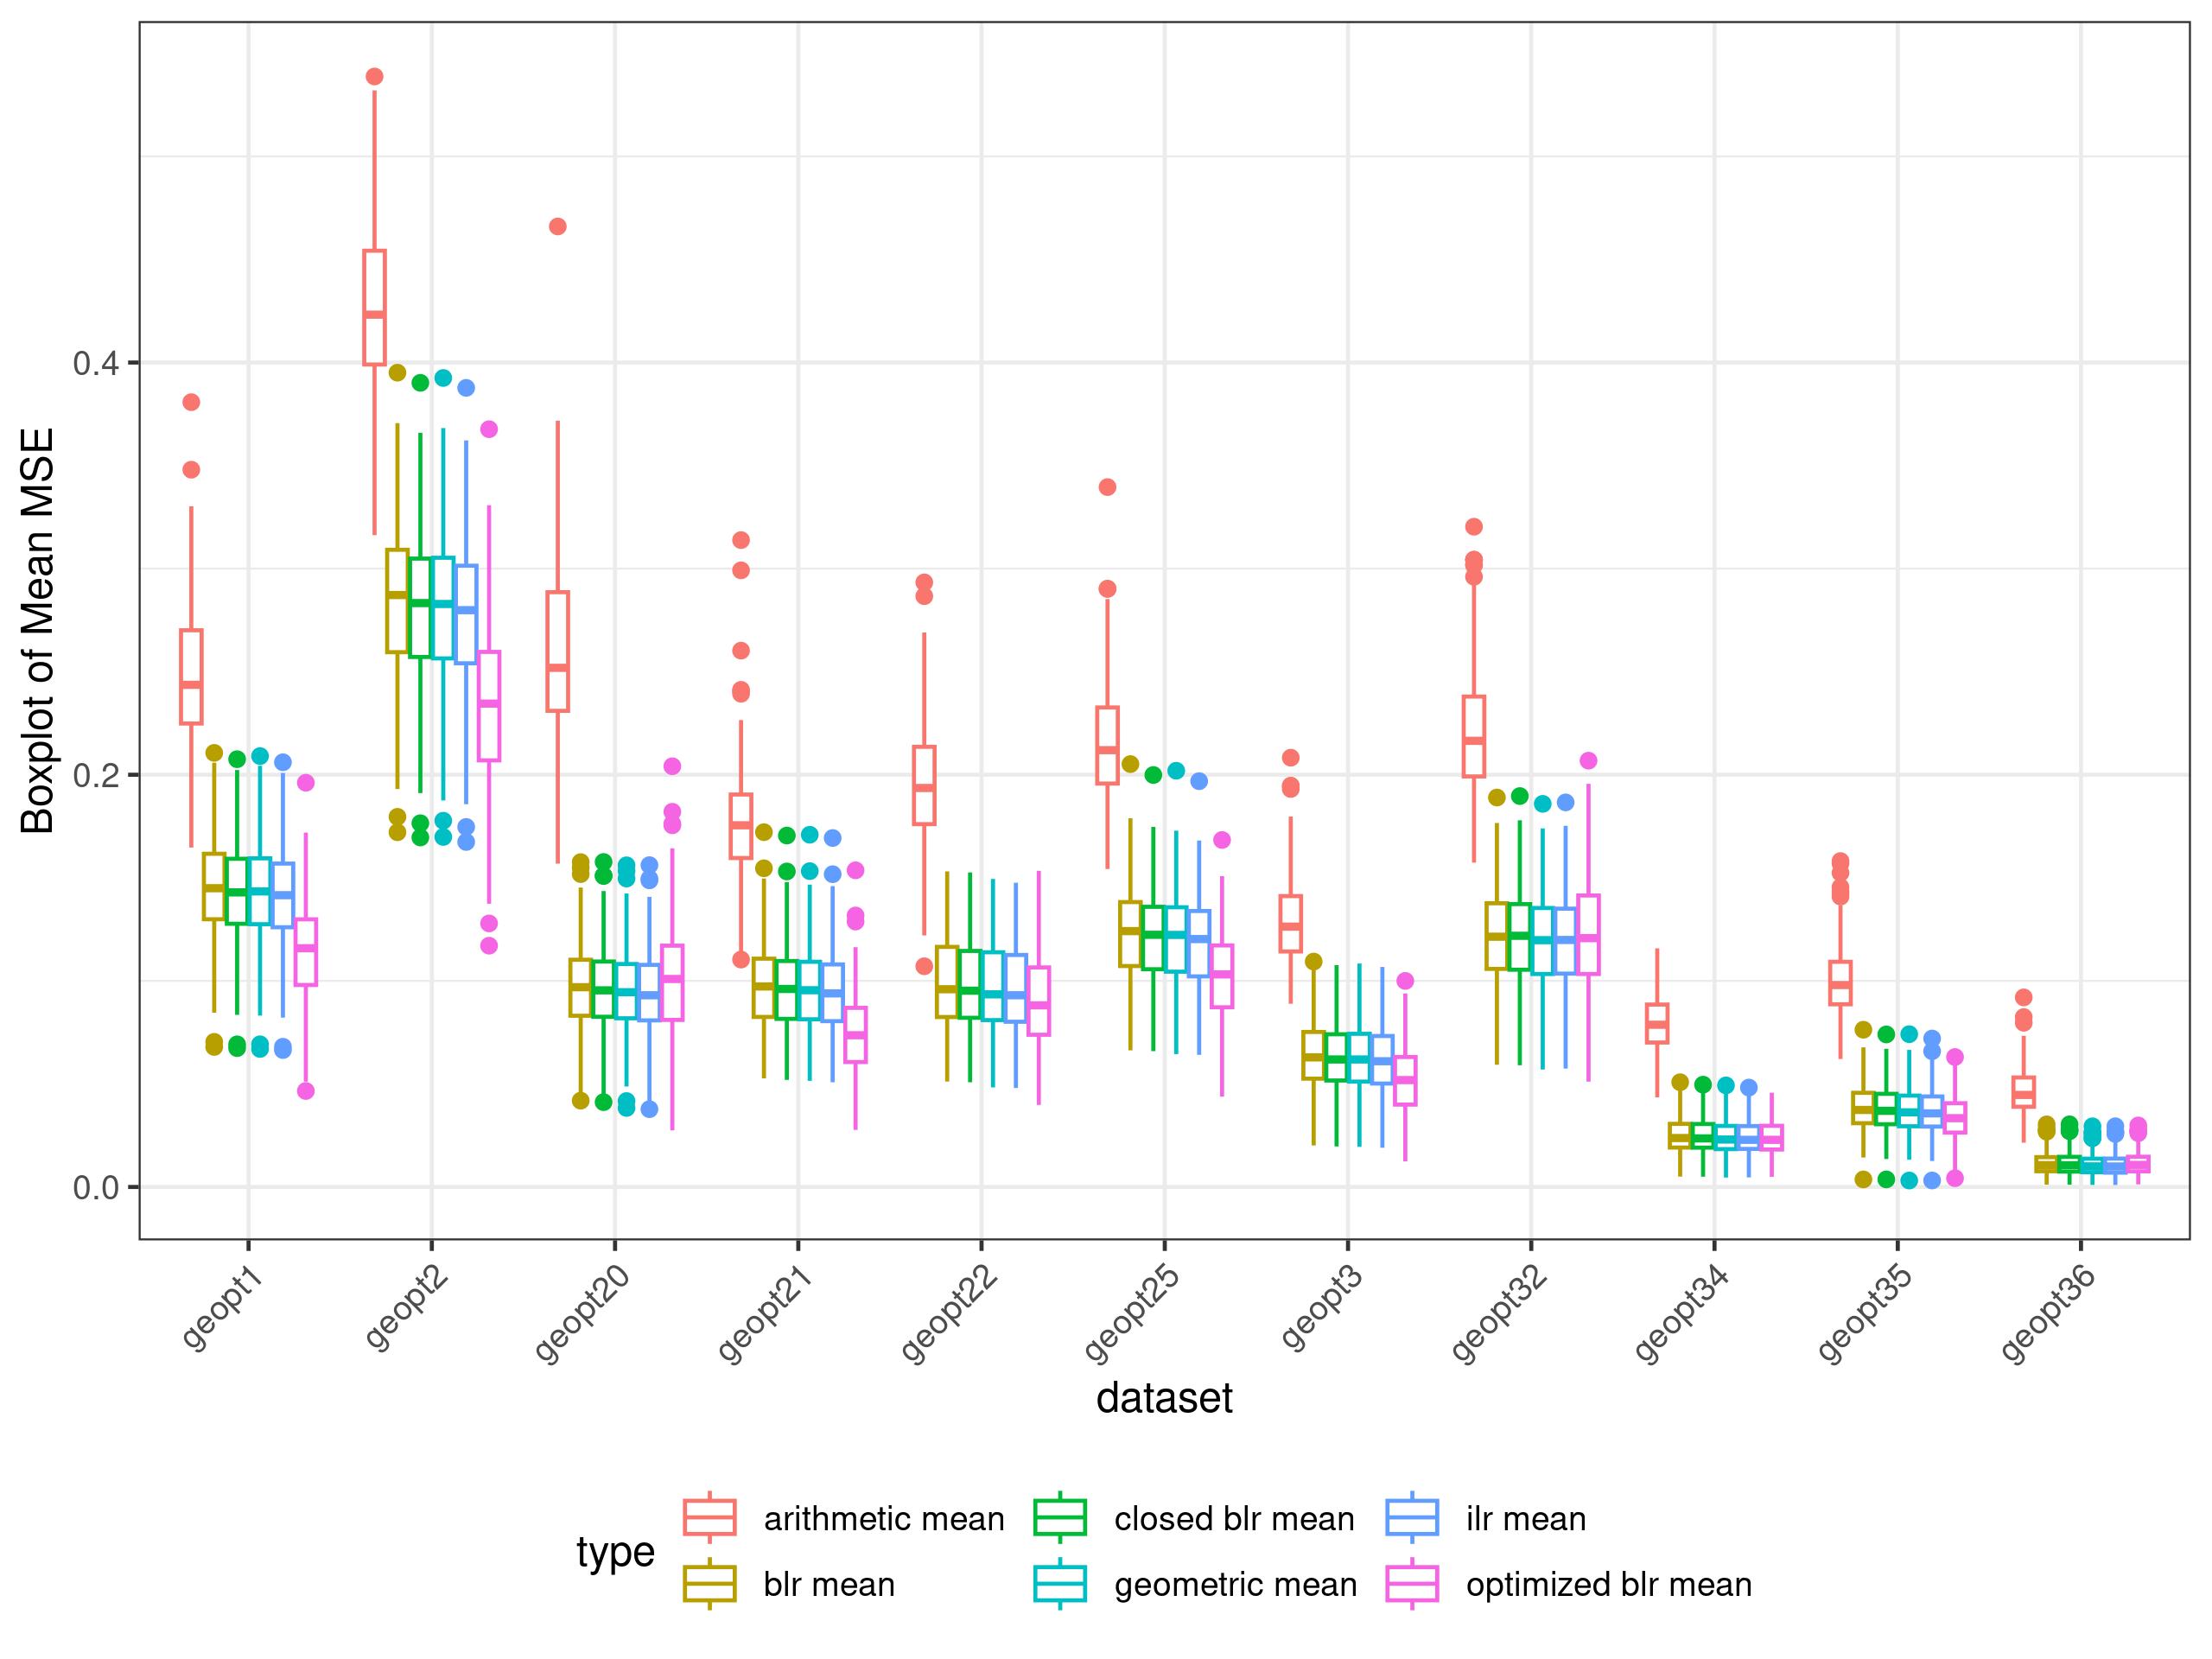 Boxplot of Mean MSE
0.4
0.2
0.0
geopt1
geopt2
geopt20
geopt21
geopt22
geopt25
geopt3
geopt32
geopt34
geopt35
geopt36
dataset
type
arithmetic mean
closed blr mean
ilr mean
blr mean
geometric mean
optimized blr mean